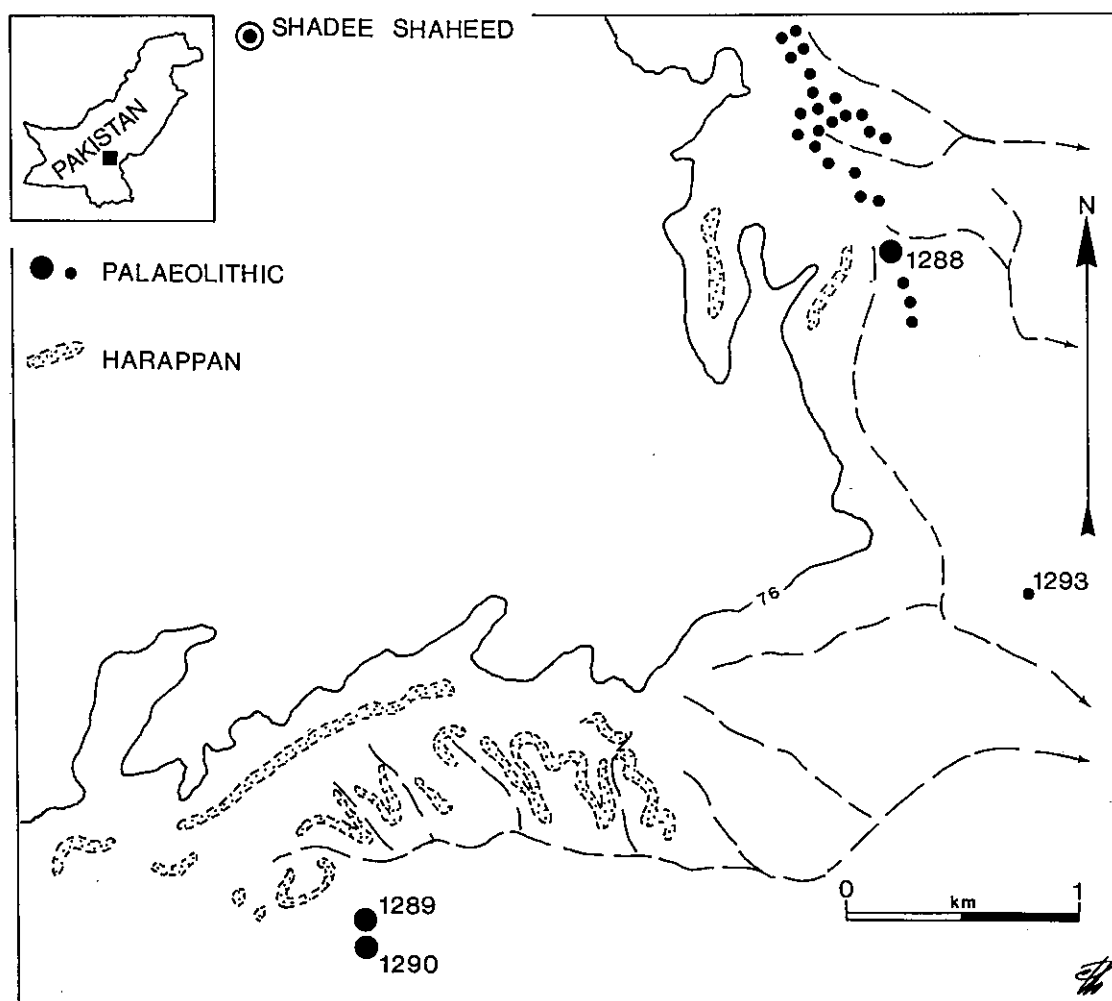 SHADEE SHAHEED
PAKISTAN
PALAEOLITHIC
HARAPPAN
N
1288
1293
76
1289
1290
0 1
km